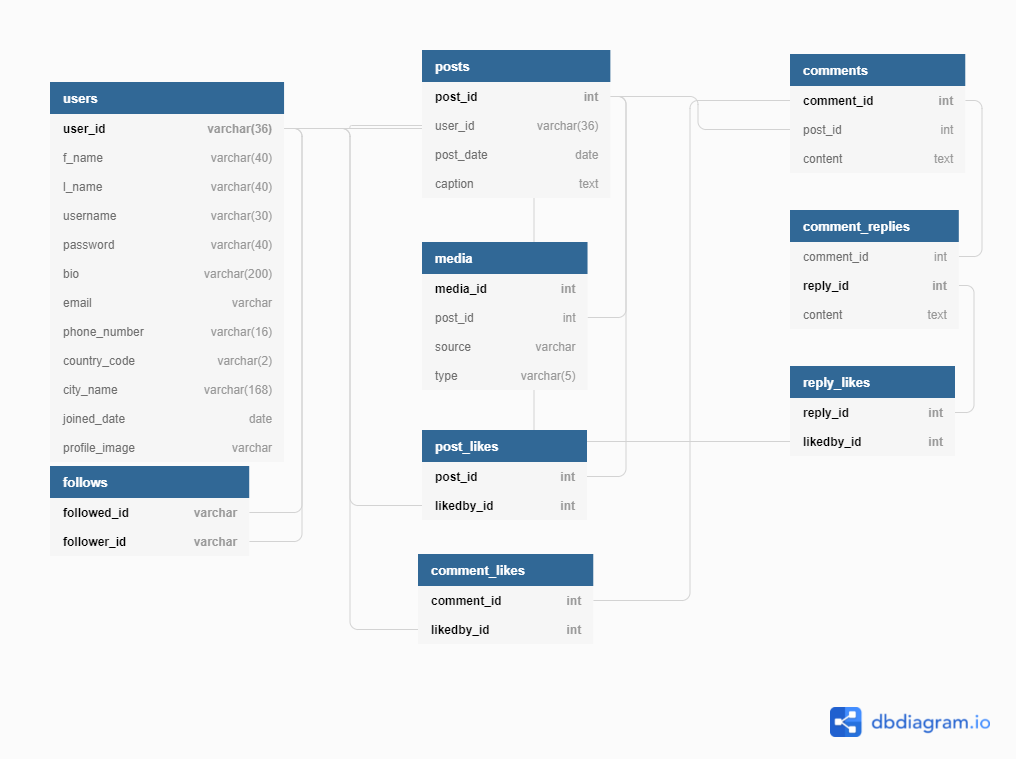 users
user_id varchar(36)
f_name varchar(40)
l_name varchar(40)
username varchar(30)
password varchar(40)
bio varchar(200)
email varchar
phone_number varchar(16)
country_code varchar(2)
city_name varchar(168)
joined_date date
profile_image varchar
follows
followed_id varchar
follower_id varchar
posts
post_id int
user_id varchar(36)
post_date date
caption text
media
media_id int
post_id int
source varchar
type varchar(5)
post_likes
post_id int
likedby_id int
comment_likes
comment_id int
likedby_id int
comments
comment_id int
post_id int
content text
comment_replies
comment_id int
reply_id int
content text
reply_likes
reply_id int
likedby_id int
dbdiagram.io